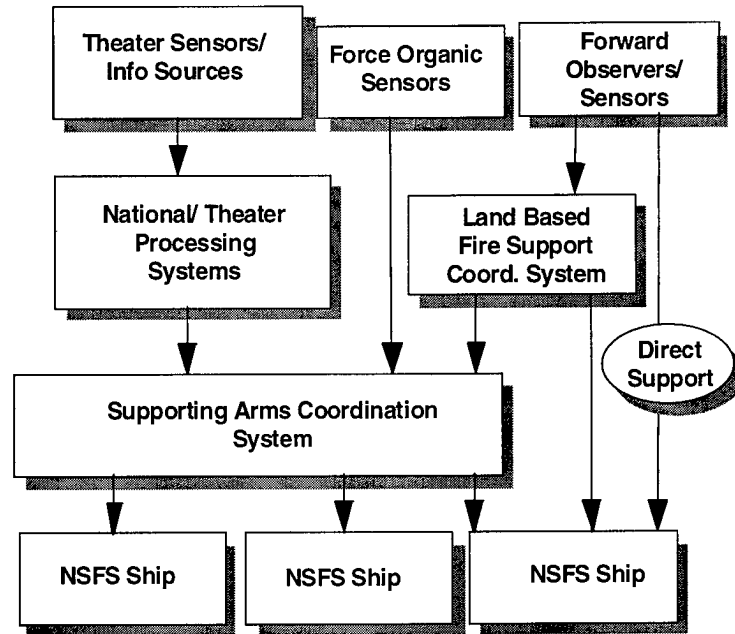 Theater Sensors/
Info Sources
Force Organic
Sensors
Forward
Observers/
Sensors
National/ Theater
Processing
Systems
Land Based
Fire Support
Coord. System
Direct
Support
Supporting Arms Coordination
System
NSFS Ship
NSFS Ship
NSFS Ship